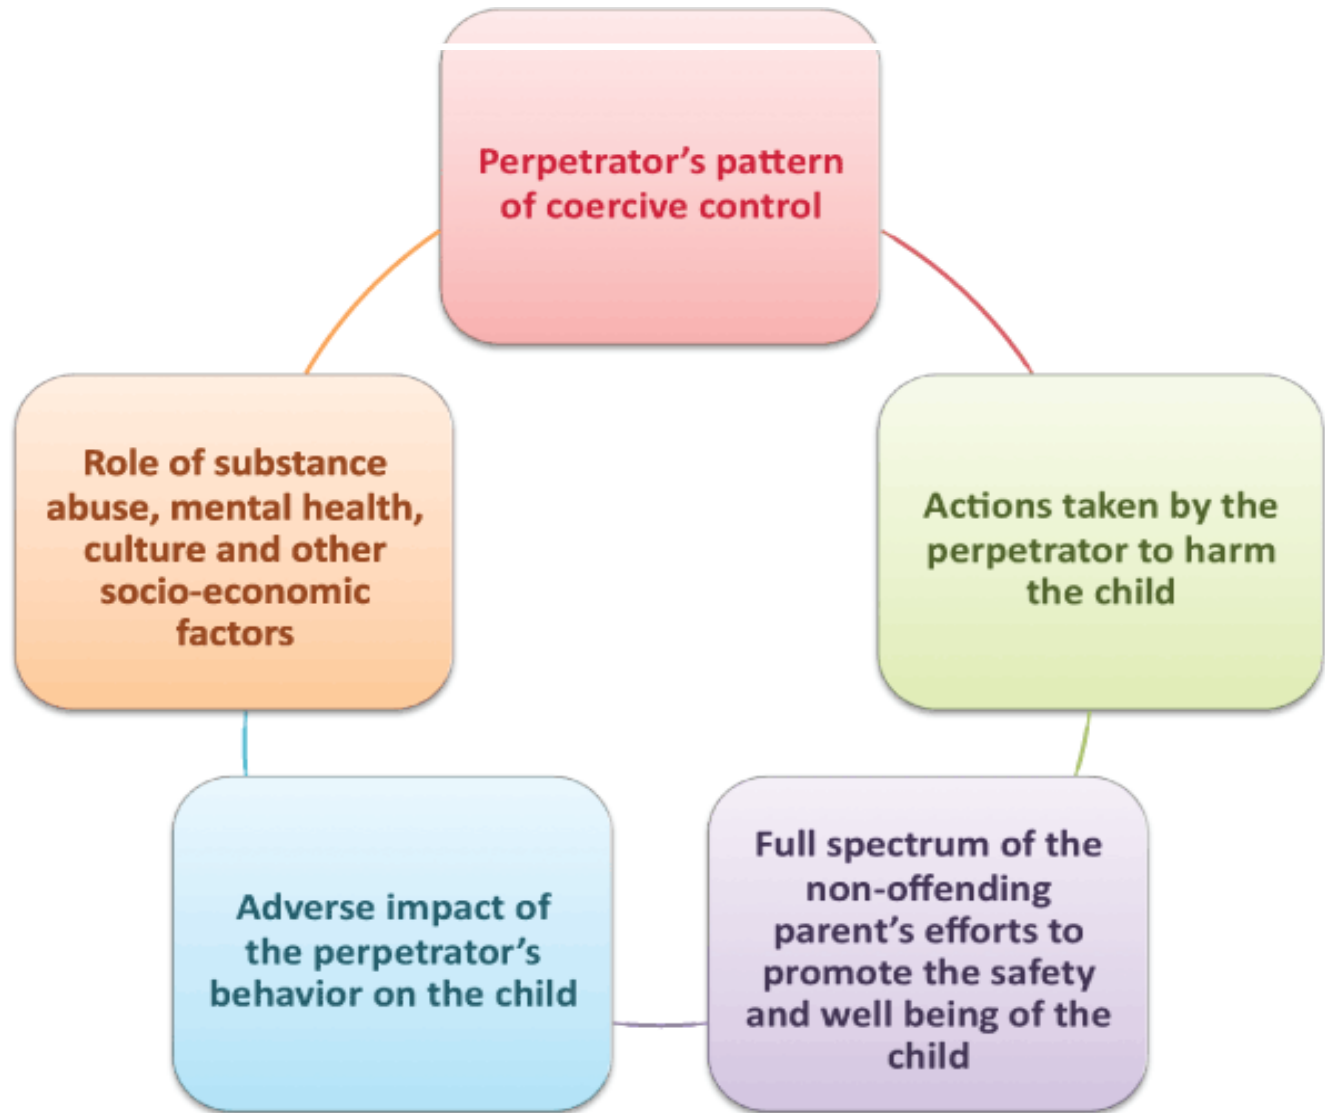 Perpetrator’s pattern
of coercive control
Actions taken by the
perpetrator to harm
the child
Full spectrum of the
non-offending
parent’s efforts to
promote the safety
and well being of the
child
Adverse impact of
the perpetrator’s
behavior on the child
Role of substance
abuse, mental health,
culture and other
socio-economic
factors